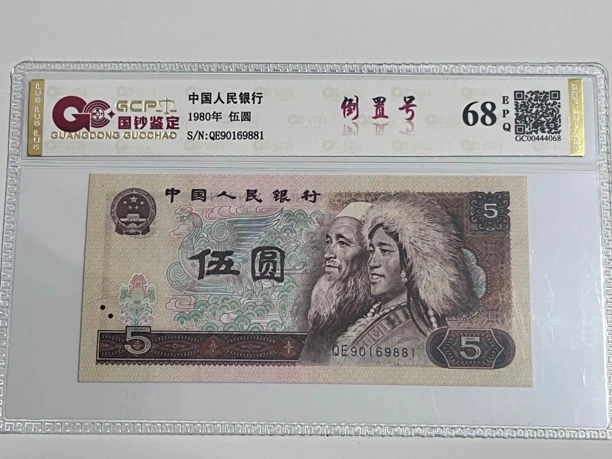 GCP
国钞鉴定
GUANGDONG GUOCHAO
中国人民银行
1980年 伍圆
S/N:QE90169881
倒置号
68
EPQ
GC00444068
中国人民银行
5
伍圆
QE90169881
5
5